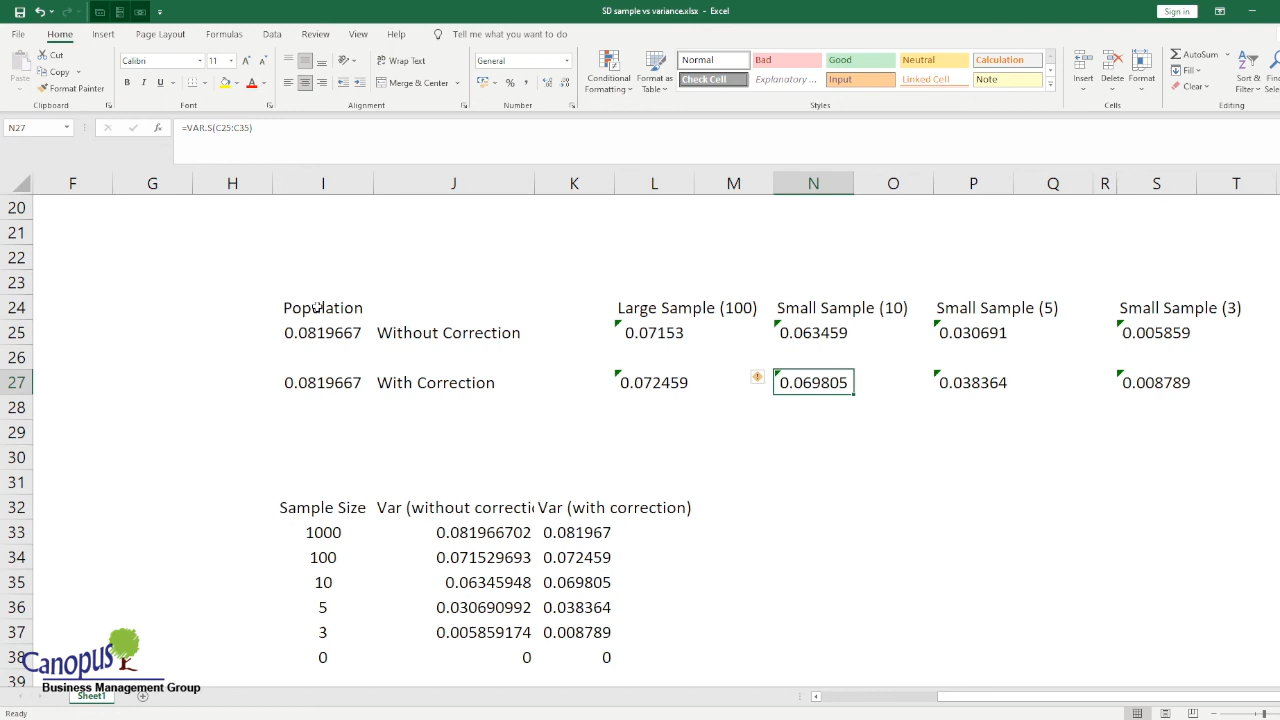 SD sample vs variance.xlsx - Excel
Sign in
File Home Insert Page Layout Formulas Data Review View Help Tell me what you want to do
Paste Cut Copy Format Painter Clipboard
Calibri 11 B I U Font
Wrap Text Merge & Center Alignment
General % Number
Conditional Formatting Format as Table
Normal Bad Good Neutral Calculation
Check Cell Explanatory ... Input Linked Cell Note
Styles
Insert Delete Format Cells
AutoSum Fill Clear Sort & Filter Editing
N27 fx =VAR.S(C25:C35)
F G H I J K L M N O P Q R S T
20
21
22
23
24 Population Large Sample (100) Small Sample (10) Small Sample (5) Small Sample (3)
25 0.0819667 Without Correction 0.07153 0.063459 0.030691 0.005859
26
27 0.0819667 With Correction 0.072459 0.069805 0.038364 0.008789
28
29
30
31
32 Sample Size Var (without correcti Var (with correction)
33 1000 0.081966702 0.081967
34 100 0.071529693 0.072459
35 10 0.06345948 0.069805
36 5 0.030690992 0.038364
37 3 0.005859174 0.008789
38 0 0 0
39
Canopus
Business Management Group
Sheet1
Ready